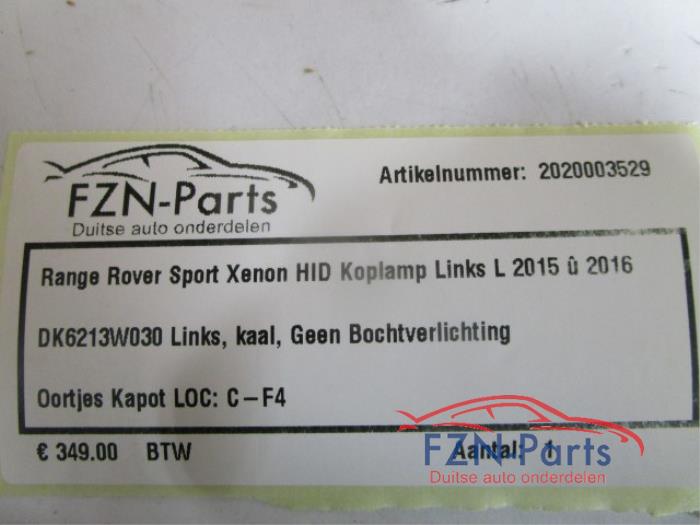 FZN-Parts
Duitse auto onderdelen
Artikelnummer: 2020003529
Range Rover Sport Xenon HID Koplamp Links L 2015 û 2016
DK6213W030 Links, kaal, Geen Bochtverlichting
Oortjes Kapot LOC: C-F4
€ 349.00 BTW
Aantal: 1
FZN-Parts
Duitse auto onderdelen